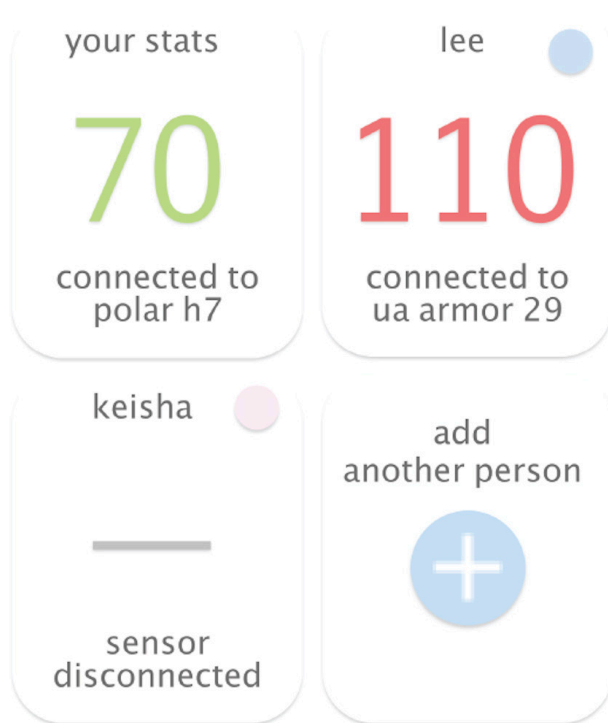 your stats
70
connected to
polar h7
lee
110
connected to
ua armor 29
keisha
—
sensor
disconnected
add
another person
+